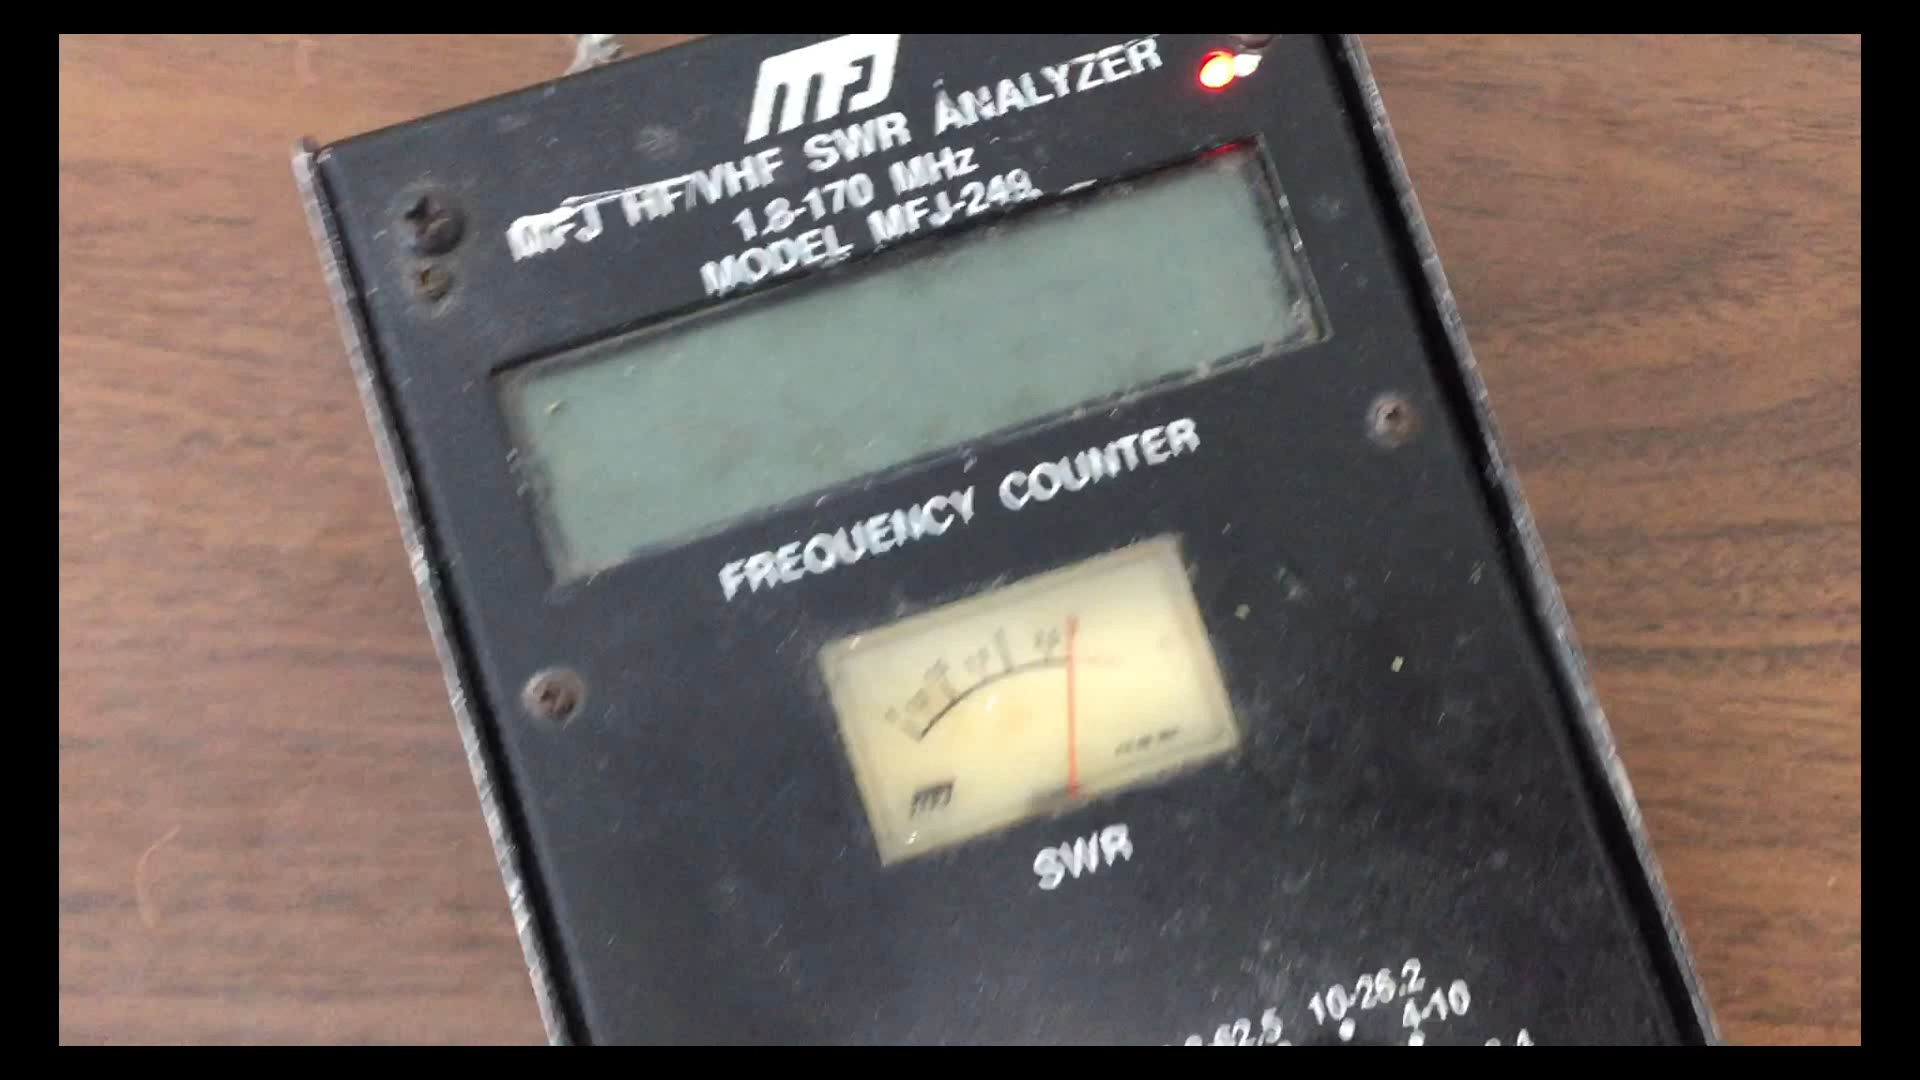 MFJ
MFJ HF/VHF SWR ANALYZER
1.8-170 MHz
MODEL MFJ-249
FREQUENCY COUNTER
MFJ
SWR
10-26.2
4-10